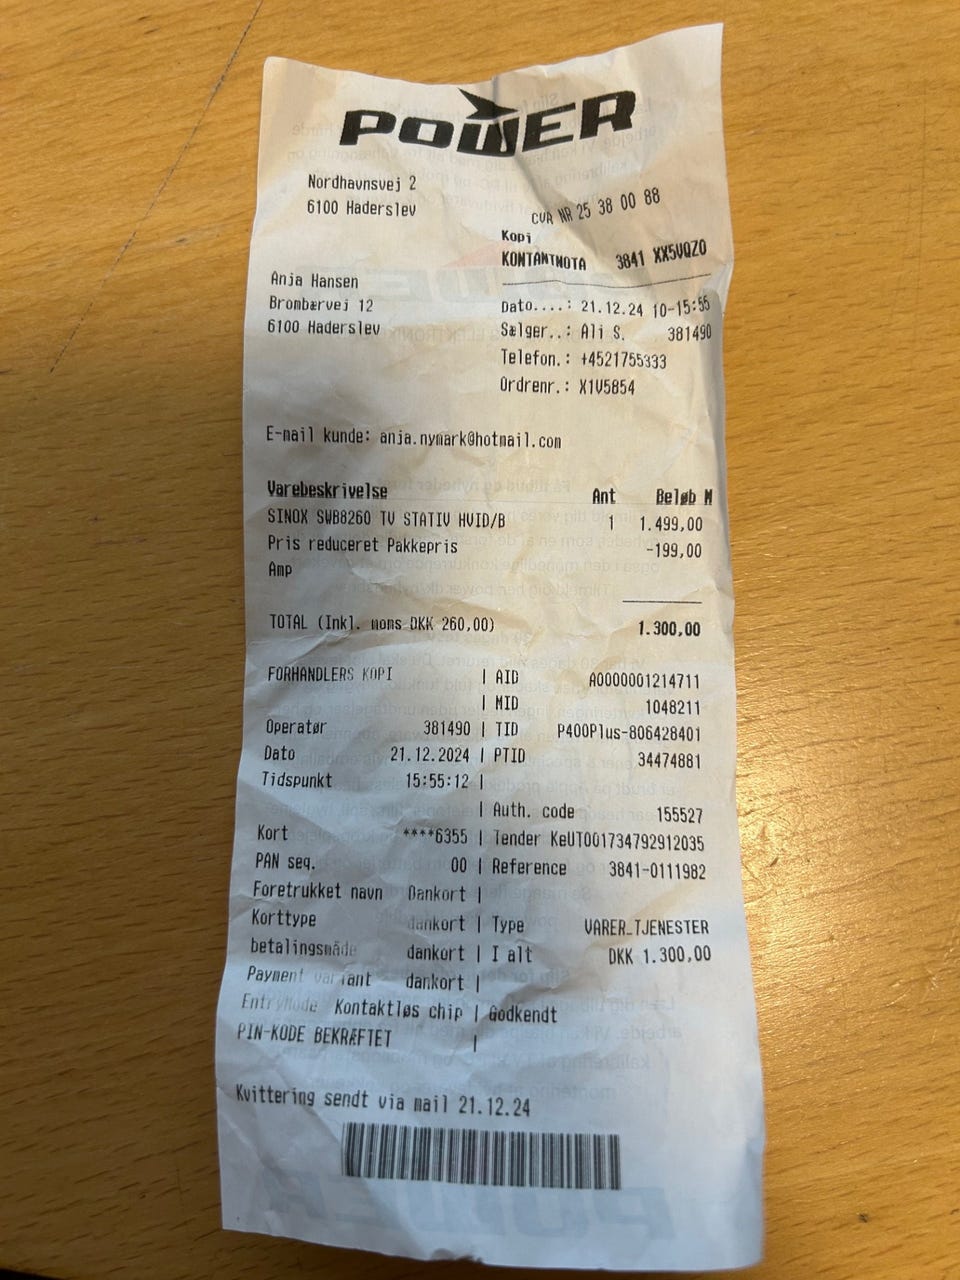 POWER
Nordhavnsvej 2
6100 Haderslev
CVR NR 25 38 00 88
Kopi
KONTANTNOTA 3841 XX5VQZ0
Anja Hansen
Brombærvej 12
6100 Haderslev
Dato....: 21.12.24 10-15:55
Sælger..: Ali S. 381490
Telefon.: +4521755333
Ordrenr.: X1V5854
E-mail kunde: anja.nymark@hotmail.com
Varebeskrivelse Ant Beløb M
SINOX SWB8260 TV STATIV HVID/B 1 1.499,00
Pris reduceret Pakkepris -199,00
Amp
TOTAL (Inkl. moms DKK 260,00) 1.300,00
FORHANDLERS KOPI | AID A0000001214711
| MID 1048211
Operatør 381490 | TID P400Plus-806428401
Dato 21.12.2024 | PTID 34474881
Tidspunkt 15:55:12 |
| Auth. code 155527
Kort ****6355 | Tender KeUT001734792912035
PAN seq. 00 | Reference 3841-0111982
Foretrukket navn Dankort |
Korttype dankort | Type VARER_TJENESTER
betalingsmåde dankort | I alt DKK 1.300,00
Payment variant dankort |
EntryMode Kontaktløs chip | Godkendt
PIN-KODE BEKRÆFTET |
Kvittering sendt via mail 21.12.24